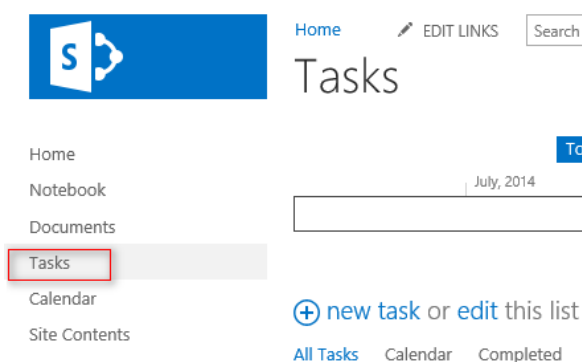 S
Home EDIT LINKS Search
Tasks
July, 2014
Home
Notebook
Documents
Tasks
Calendar
Site Contents
new task or edit this list
All Tasks Calendar Completed